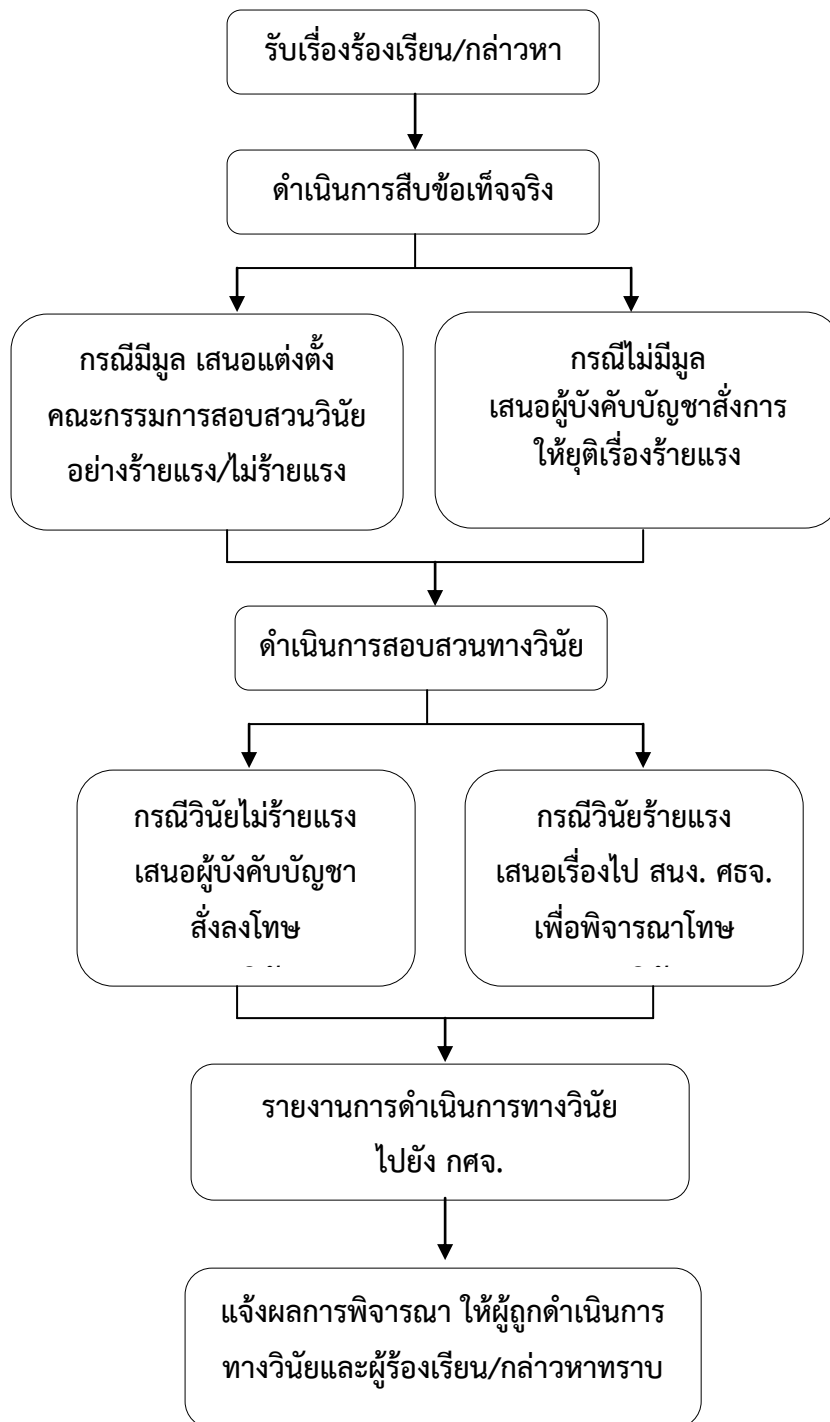 รับเรื่องร้องเรียน/กล่าวหา
ดำเนินการสืบข้อเท็จจริง
กรณีมีมูล เสนอแต่งตั้ง
คณะกรรมการสอบสวนวินัย
อย่างร้ายแรง/ไม่ร้ายแรง
กรณีไม่มีมูล
เสนอผู้บังคับบัญชาสั่งการ
ให้ยุติเรื่องร้ายแรง
ดำเนินการสอบสวนทางวินัย
กรณีวินัยไม่ร้ายแรง
เสนอผู้บังคับบัญชา
สั่งลงโทษ
กรณีวินัยร้ายแรง
เสนอเรื่องไป สนง. ศธจ.
เพื่อพิจารณาโทษ
รายงานการดำเนินการทางวินัย
ไปยัง กศจ.
แจ้งผลการพิจารณา ให้ผู้ถูกดำเนินการ
ทางวินัยและผู้ร้องเรียน/กล่าวหาทราบ